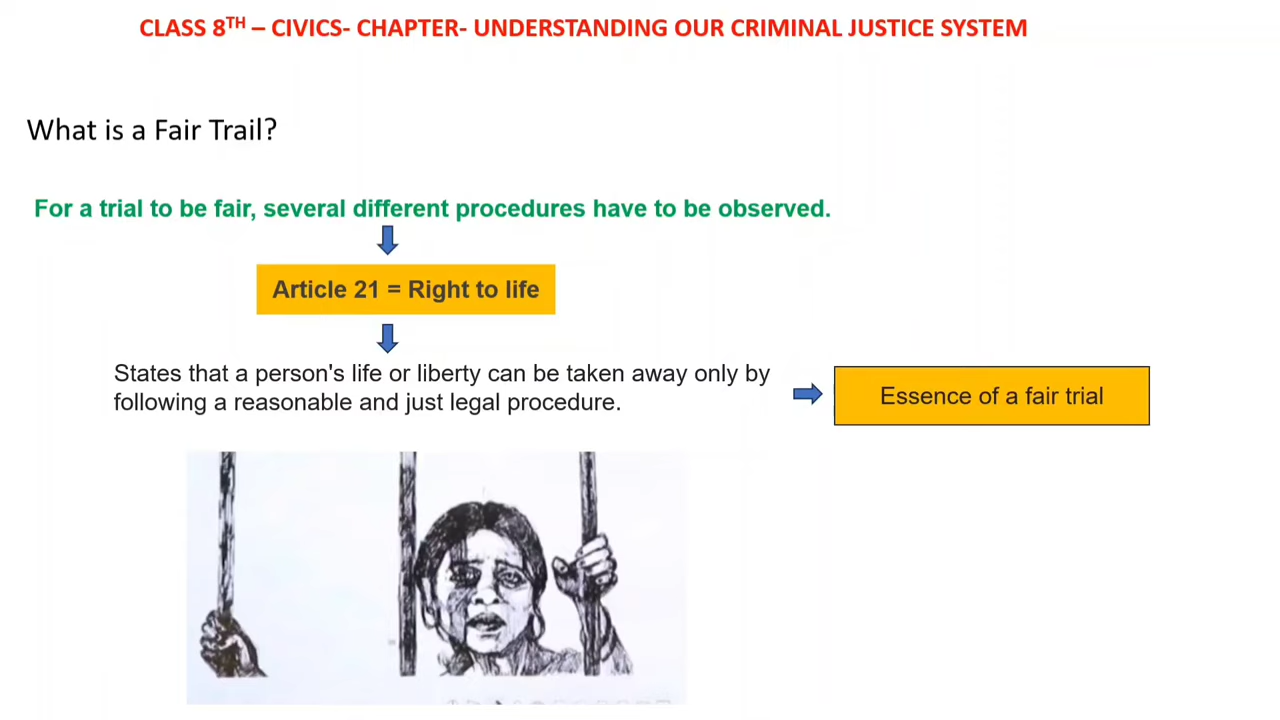 CLASS 8TH – CIVICS- CHAPTER- UNDERSTANDING OUR CRIMINAL JUSTICE SYSTEM
What is a Fair Trail?
For a trial to be fair, several different procedures have to be observed.
Article 21 = Right to life
States that a person's life or liberty can be taken away only by
following a reasonable and just legal procedure.
Essence of a fair trial